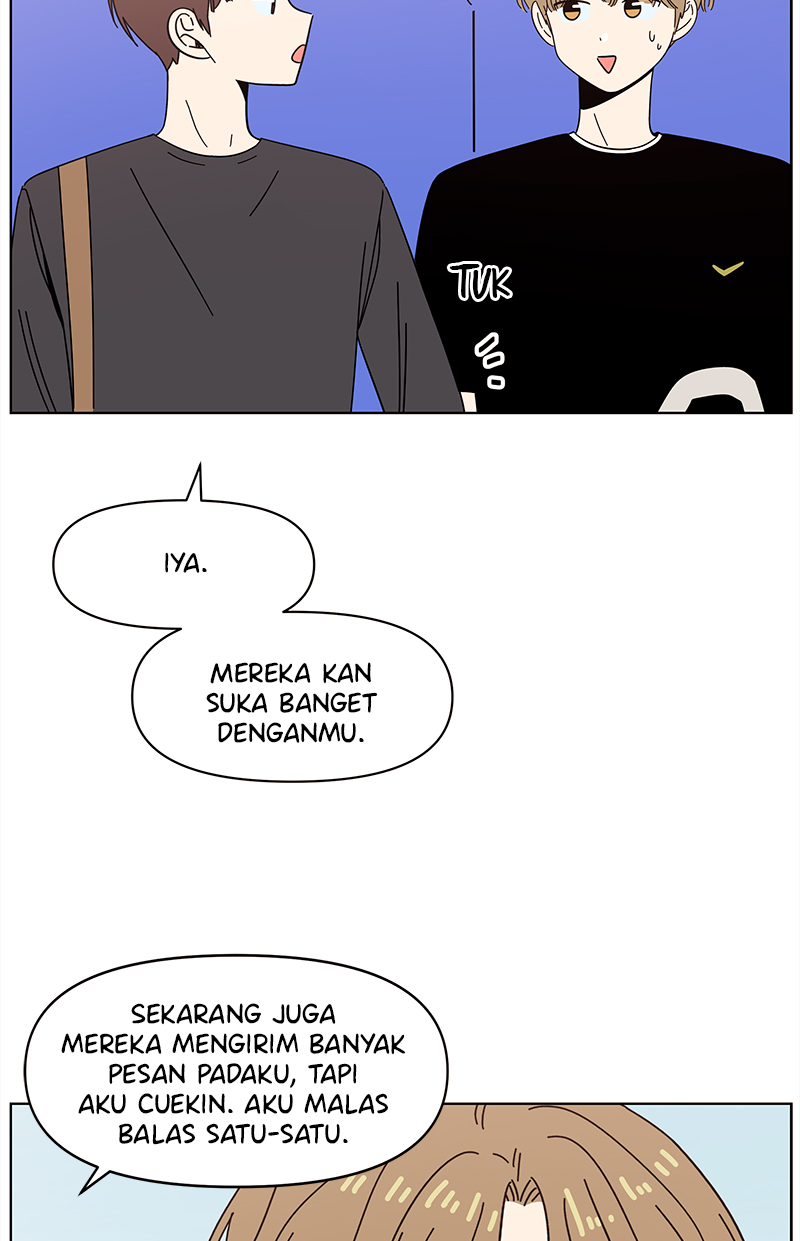 TUK
IYA.
MEREKA KAN
SUKA BANGET
DENGANMU.
SEKARANG JUGA
MEREKA MENGIRIM BANYAK
PESAN PADAKU, TAPI
AKU CUEKIN. AKU MALAS
BALAS SATU-SATU.